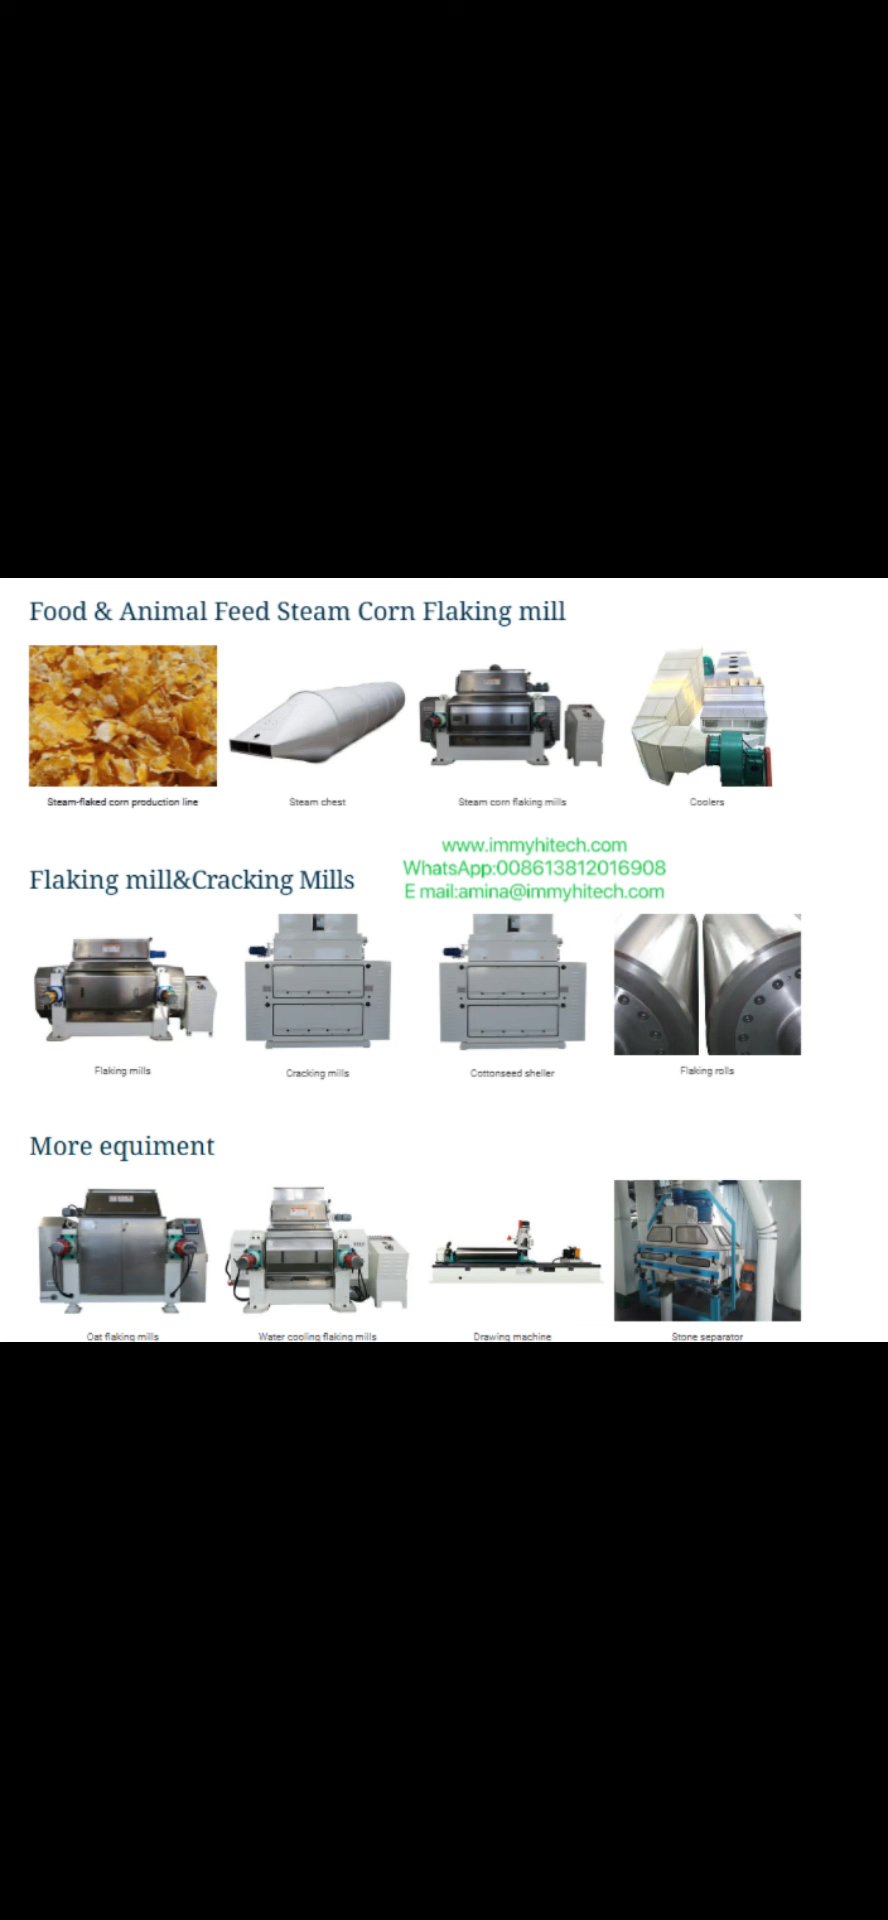 Food & Animal Feed Steam Corn Flaking mill
Steam-flaked corn production line
Steam chest
Steam corn flaking mills
Coolers
www.immyhitech.com
WhatsApp:008613812016908
E mail:amina@immyhitech.com
Flaking mill&Cracking Mills
Flaking mills
Cracking mills
Cottonseed sheller
Flaking rolls
More equiment
Oat flaking mills
Water cooling flaking mills
Drawing machine
Stone separator